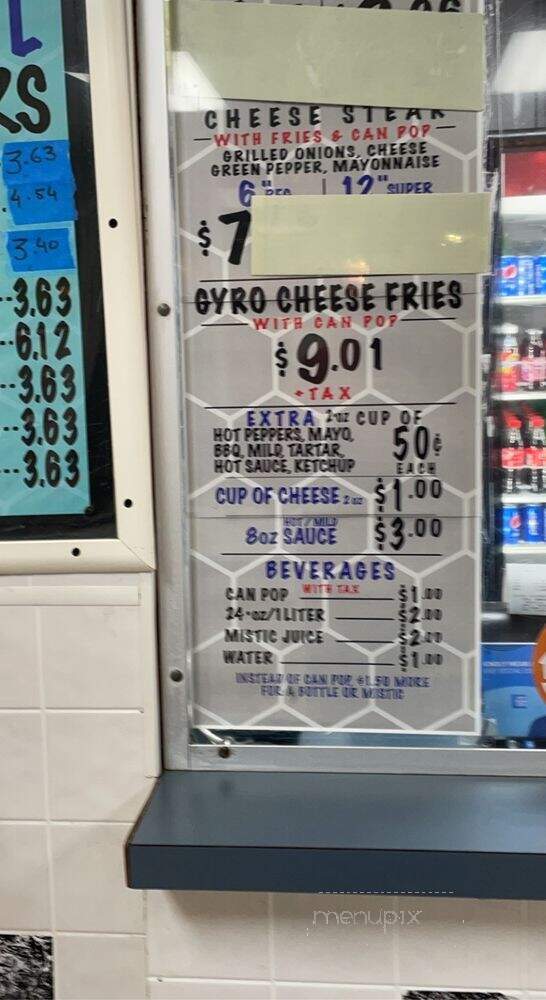 KS
3.63
4.54
3.40
3.63
6.12
3.63
3.63
3.63
CHEESE STEAK
WITH FRIES & CAN POP
GRILLED ONIONS, CHEESE
GREEN PEPPER, MAYONNAISE
6" REG 12" SUPER
$7
GYRO CHEESE FRIES
WITH CAN POP
$9.01
+TAX
EXTRA 2oz CUP OF
HOT PEPPERS, MAYO,
BBQ, MILD, TARTAR,
HOT SAUCE, KETCHUP
50¢
EACH
CUP OF CHEESE 2oz $1.00
HOT/MILD
8oz SAUCE $3.00
BEVERAGES
WITH TAX
CAN POP $1.00
24-oz/1LITER $2.00
MISTIC JUICE $2.00
WATER $1.00
INSTEAD OF CAN POP, $1.50 MORE
FOR A BOTTLE OR MISTIC
menupix